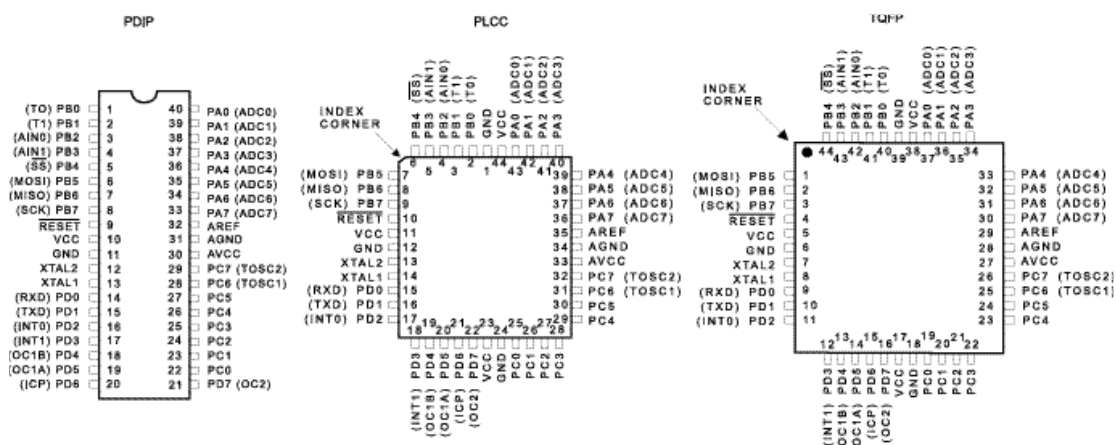 PDIP
(TO) PB0 1 40 PA0 (ADC0)
(T1) PB1 2 39 PA1 (ADC1)
(AIN0) PB2 3 38 PA2 (ADC2)
(AIN1) PB3 4 37 PA3 (ADC3)
(SS) PB4 5 36 PA4 (ADC4)
(MOSI) PB5 6 35 PA5 (ADC5)
(MISO) PB6 7 34 PA6 (ADC6)
(SCK) PB7 8 33 PA7 (ADC7)
RESET 9 32 AREF
VCC 10 31 AGND
GND 11 30 AVCC
XTAL2 12 29 PC7 (TOSC2)
XTAL1 13 28 PC6 (TOSC1)
(RXD) PD0 14 27 PC5
(TXD) PD1 15 26 PC4
(INT0) PD2 16 25 PC3
(INT1) PD3 17 24 PC2
(OC1B) PD4 18 23 PC1
(OC1A) PD5 19 22 PC0
(ICP) PD6 20 21 PD7 (OC2)
PLCC
INDEX
CORNER
PB4 (SS)
PB3 (AIN1)
PB2 (AIN0)
PB1 (T1)
PB0 (T0)
GND
VCC
PA0 (ADC0)
PA1 (ADC1)
PA2 (ADC2)
PA3 (ADC3)
6 5 4 3 2 1 44 43 42 41 40
(MOSI) PB5 7 39 PA4 (ADC4)
(MISO) PB6 8 38 PA5 (ADC5)
(SCK) PB7 9 37 PA6 (ADC6)
RESET 10 36 PA7 (ADC7)
VCC 11 35 AREF
GND 12 34 AGND
XTAL2 13 33 AVCC
XTAL1 14 32 PC7 (TOSC2)
(RXD) PD0 15 31 PC6 (TOSC1)
(TXD) PD1 16 30 PC5
(INT0) PD2 17 29 PC4
18 19 20 21 22 23 24 25 26 27 28
(INT1) PD3
(OC1B) PD4
(OC1A) PD5
(ICP) PD6
(OC2) PD7
VCC
GND
PC0
PC1
PC2
PC3
TQFP
INDEX
CORNER
PB4 (SS)
PB3 (AIN1)
PB2 (AIN0)
PB1 (T1)
PB0 (T0)
GND
VCC
PA0 (ADC0)
PA1 (ADC1)
PA2 (ADC2)
PA3 (ADC3)
44 43 42 41 40 39 38 37 36 35 34
(MOSI) PB5 1 33 PA4 (ADC4)
(MISO) PB6 2 32 PA5 (ADC5)
(SCK) PB7 3 31 PA6 (ADC6)
RESET 4 30 PA7 (ADC7)
VCC 5 29 AREF
GND 6 28 AGND
XTAL2 7 27 AVCC
XTAL1 8 26 PC7 (TOSC2)
(RXD) PD0 9 25 PC6 (TOSC1)
(TXD) PD1 10 24 PC5
(INT0) PD2 11 23 PC4
12 13 14 15 16 17 18 19 20 21 22
(INT1) PD3
(OC1B) PD4
(OC1A) PD5
(ICP) PD6
(OC2) PD7
VCC
GND
PC0
PC1
PC2
PC3